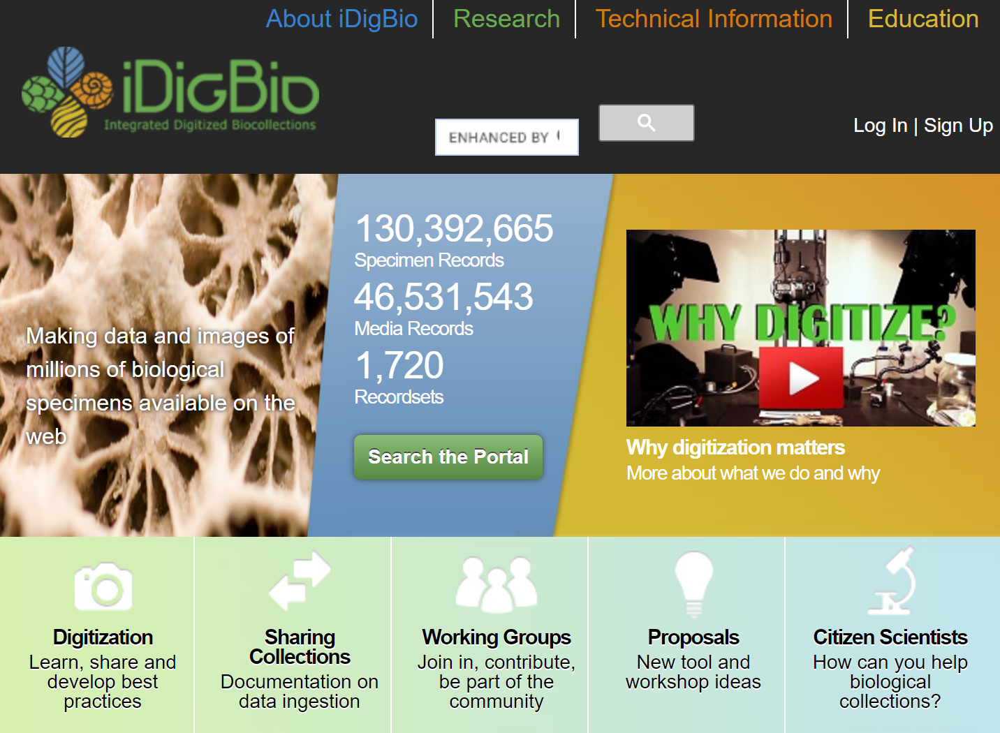 About iDigBio
Research
Technical Information
Education
iDigBio
Integrated Digitized Biocollections
ENHANCED BY
Log In | Sign Up
Making data and images of
millions of biological
specimens available on the
web
130,392,665
Specimen Records
46,531,543
Media Records
1,720
Recordsets
Search the Portal
WHY DIGITIZE?
Why digitization matters
More about what we do and why
Digitization
Learn, share and
develop best
practices
Sharing
Collections
Documentation on
data ingestion
Working Groups
Join in, contribute,
be part of the
community
Proposals
New tool and
workshop ideas
Citizen Scientists
How can you help
biological
collections?